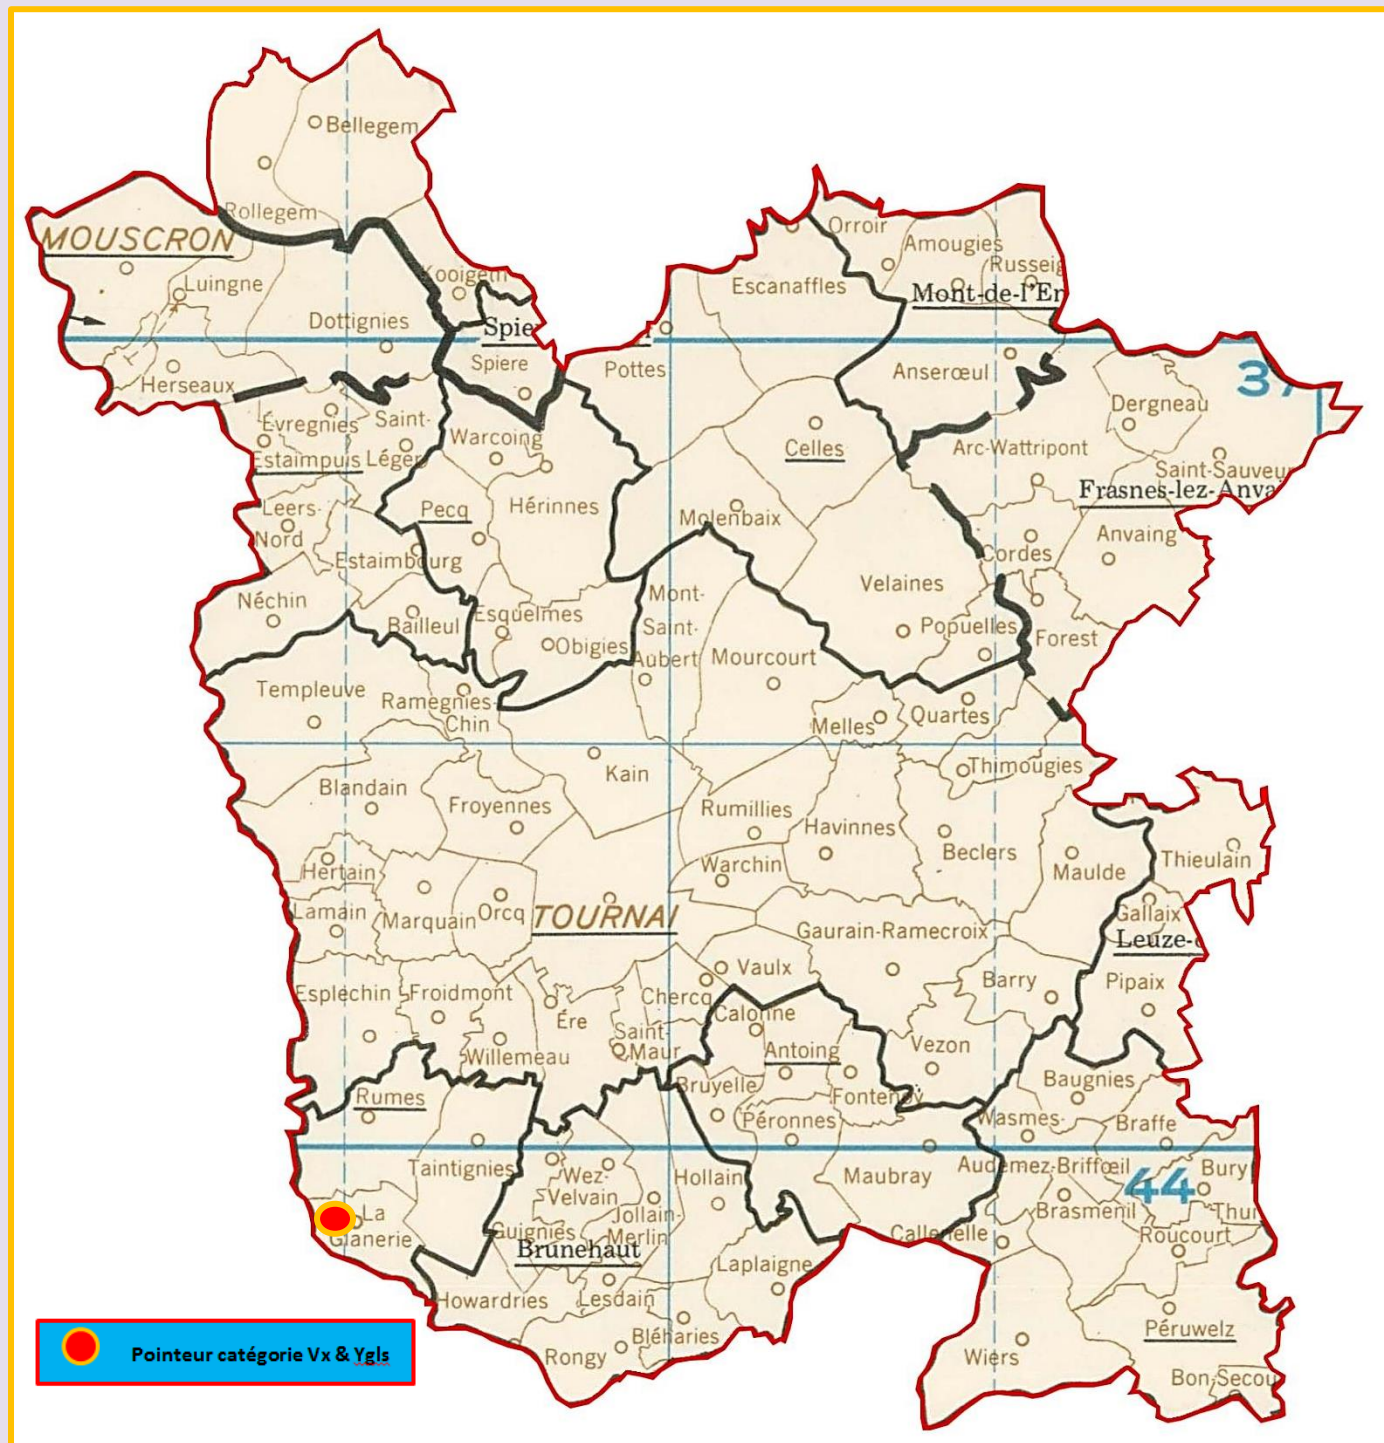 Bellegem
Rollegem
MOUSCRON
Luingne
Kooigem
Dottignies
Herseaux
Spiere
Orroir
Amougies
Escanaffles
Mont-de-l'En
Pottes
Anserœul
37
Dergneau
Évregnies
Saint-
Léger
Estaimpuis
Warcoing
Celles
Arc-Wattripont
Saint-Sauveur
Frasnes-lez-Anva
Leers-
Nord
Pecq
Hérinnes
Molenbaix
Anvaing
Estaimbourg
Cordes
Velaines
Néchin
Bailleul
Esquelmes
Obigies
Mont-
Saint-
Aubert
Mourcourt
Popuelles
Forest
Templeuve
Ramegnies-
Chin
Melles
Quartes
Kain
Thimougies
Blandain
Froyennes
Rumillies
Havinnes
Beclers
Maulde
Thieulain
Hertain
Warchin
Lamain
Marquain
Orcq
TOURNAI
Gaurain-Ramecroix
Gallaix
Leuze-
Vaulx
Barry
Pipaix
Esplechin
Froidmont
Ére
Chercq
Calonne
Willemeau
Saint-
Maur
Antoing
Vezon
Rumes
Bruyelle
Fontenoy
Baugnies
Péronnes
Wasmes-
Audemez-Briffœil
Braffe
Taintignies
Wez-
Velvain
Hollain
Maubray
44
Bury
La
Glanerie
Guignies
Jollain-
Merlin
Brasmenil
Thur
Brunehaut
Callenelle
Roucourt
Laplaigne
Howardries
Lesdain
Bléharies
Rongy
Wiers
Péruwelz
Bon-Secou
Pointeur catégorie Vx & Ygls